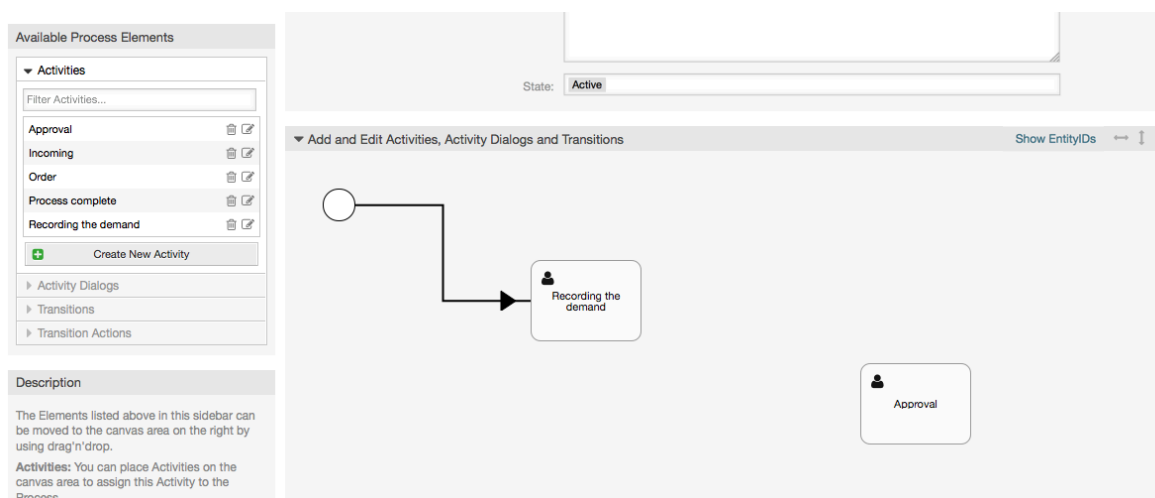 Available Process Elements
Activities
Filter Activities...
Approval
Incoming
Order
Process complete
Recording the demand
Create New Activity
Activity Dialogs
Transitions
Transition Actions
Description
The Elements listed above in this sidebar can
be moved to the canvas area on the right by
using drag'n'drop.
Activities: You can place Activities on the
canvas area to assign this Activity to the
Process.
State:
Active
Add and Edit Activities, Activity Dialogs and Transitions
Show EntityIDs
Recording the
demand
Approval